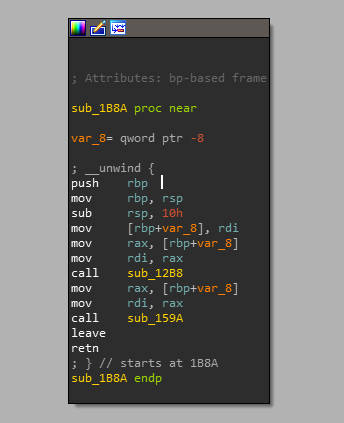 ; Attributes: bp-based frame
sub_1B8A proc near
var_8= qword ptr -8
; __unwind {
push rbp
mov rbp, rsp
sub rsp, 10h
mov [rbp+var_8], rdi
mov rax, [rbp+var_8]
mov rdi, rax
call sub_12B8
mov rax, [rbp+var_8]
mov rdi, rax
call sub_159A
leave
retn
; } // starts at 1B8A
sub_1B8A endp